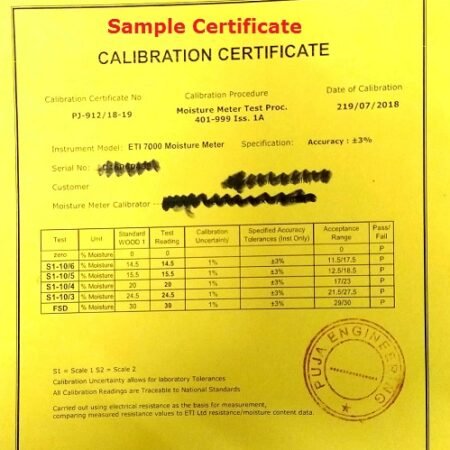 Sample Certificate
CALIBRATION CERTIFICATE
Calibration Certificate No Calibration Procedure Date of Calibration
PJ-912/18-19 Moisture Meter Test Proc. 219/07/2018
401-999 Iss. 1A
Instrument Model: ETI 7000 Moisture Meter Specification: Accuracy : ±3%
Serial No:
Customer
Moisture Meter Calibrator
Test Unit Standard WOOD 1 Test Reading Calibration Uncertainty Specified Accuracy Tolerances (Inst Only) Acceptance Range Pass/ Fail
zero % Moisture 0 0 0 P
S1-10/6 % Moisture 14.5 14.5 1% ±3% 11.5/17.5 P
S1-10/5 % Moisture 15.5 15.5 1% ±3% 12.5/18.5 P
S1-10/4 % Moisture 20 20 1% ±3% 17/23 P
S1-10/3 % Moisture 24.5 24.5 1% ±3% 21.5/27.5 P
FSD % Moisture 30 30 1% ±3% 29/30 P
S1 = Scale 1 S2 = Scale 2
Calibration Uncertainty allows for laboratory Tolerances
All Calibration Readings are Traceable to National Standards
Carried out using electrical resistance as the basis for measurement,
comparing measured resistance values to ETI Ltd resistance/moisture content data.
PUJA ENGINEERING